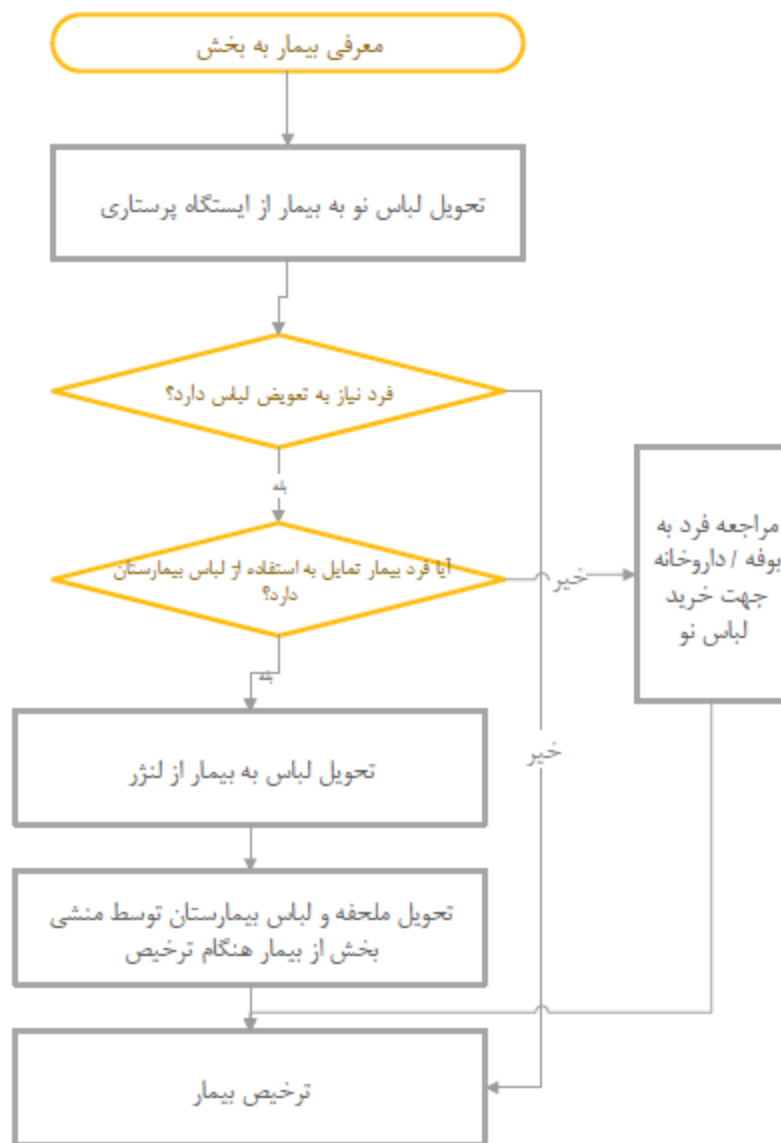 معرفی بیمار به بخش
تحویل لباس نو به بیمار از ایستگاه پرستاری
فرد نیاز به تعویض لباس دارد؟
بله
آیا فرد بیمار تمایل به استفاده از لباس بیمارستان
دارد؟
خیر
مراجعه فرد به
بوفه / داروخانه
جهت خرید
لباس نو
بله
خیر
تحویل لباس به بیمار از لنژر
تحویل ملحفه و لباس بیمارستان توسط منشی
بخش از بیمار هنگام ترخیص
ترخیص بیمار